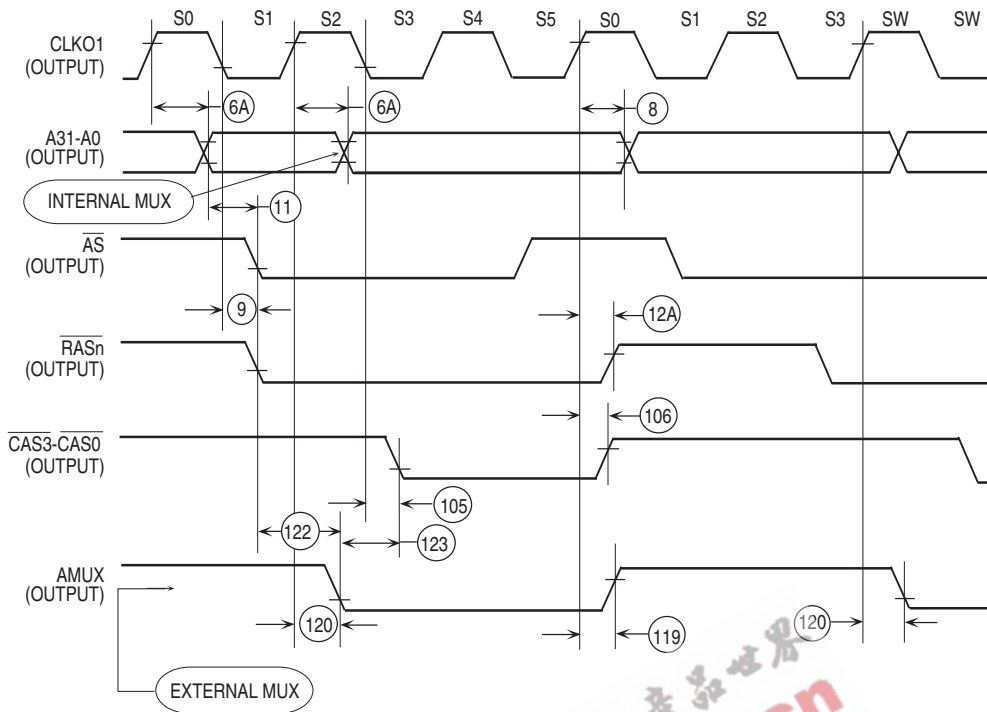 S0 S1 S2 S3 S4 S5 S0 S1 S2 S3 SW SW
CLKO1
(OUTPUT)
6A 6A 8
A31-A0
(OUTPUT)
INTERNAL MUX
11
AS
(OUTPUT)
9 12A
RASn
(OUTPUT)
106
CAS3-CAS0
(OUTPUT)
105
122 123
AMUX
(OUTPUT)
120 119 120
EXTERNAL MUX